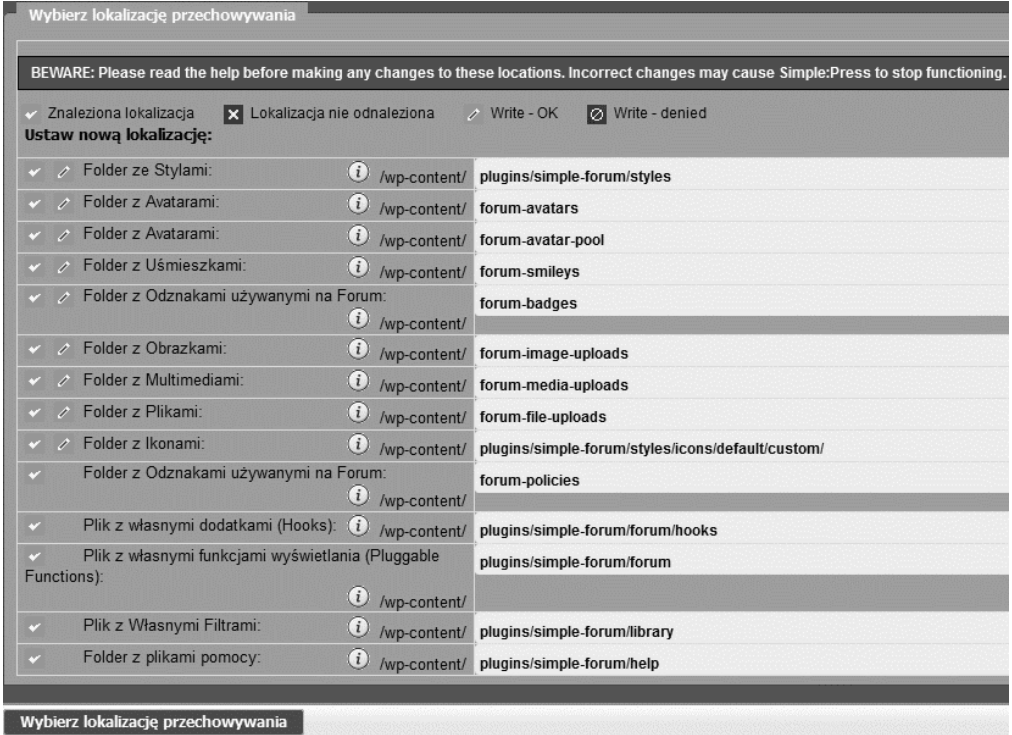 Wybierz lokalizację przechowywania
BEWARE: Please read the help before making any changes to these locations. Incorrect changes may cause Simple:Press to stop functioning.
Znaleziona lokalizacja Lokalizacja nie odnaleziona Write - OK Write - denied
Ustaw nową lokalizację:
Folder ze Stylami: /wp-content/ plugins/simple-forum/styles
Folder z Avatarami: /wp-content/ forum-avatars
Folder z Avatarami: /wp-content/ forum-avatar-pool
Folder z Uśmieszkami: /wp-content/ forum-smileys
Folder z Odznakami używanymi na Forum: forum-badges
/wp-content/
Folder z Obrazkami: /wp-content/ forum-image-uploads
Folder z Multimediami: /wp-content/ forum-media-uploads
Folder z Plikami: /wp-content/ forum-file-uploads
Folder z Ikonami: /wp-content/ plugins/simple-forum/styles/icons/default/custom/
Folder z Odznakami używanymi na Forum: forum-policies
/wp-content/
Plik z własnymi dodatkami (Hooks): /wp-content/ plugins/simple-forum/forum/hooks
Plik z własnymi funkcjami wyświetlania (Pluggable plugins/simple-forum/forum
Functions):
/wp-content/
Plik z Własnymi Filtrami: /wp-content/ plugins/simple-forum/library
Folder z plikami pomocy: /wp-content/ plugins/simple-forum/help
Wybierz lokalizację przechowywania